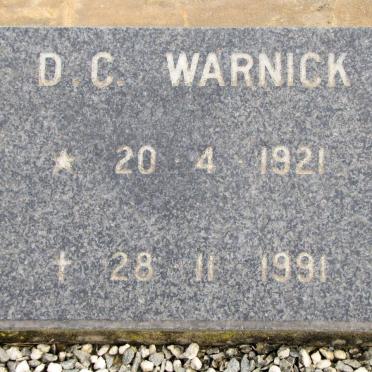 D.C. WARNICK
★ 20 · 4 · 1921
† 28 · 11 · 1991